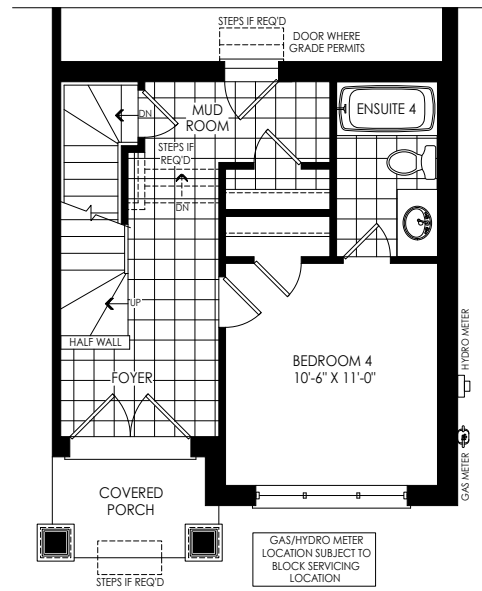 STEPS IF REQ'D
DOOR WHERE
GRADE PERMITS
MUD
ROOM
DN
ENSUITE 4
STEPS IF
REQ'D
DN
UP
HALF WALL
FOYER
BEDROOM 4
10'-6" X 11'-0"
HYDRO METER
GAS METER
COVERED
PORCH
STEPS IF REQ'D
GAS/HYDRO METER
LOCATION SUBJECT TO
BLOCK SERVICING
LOCATION